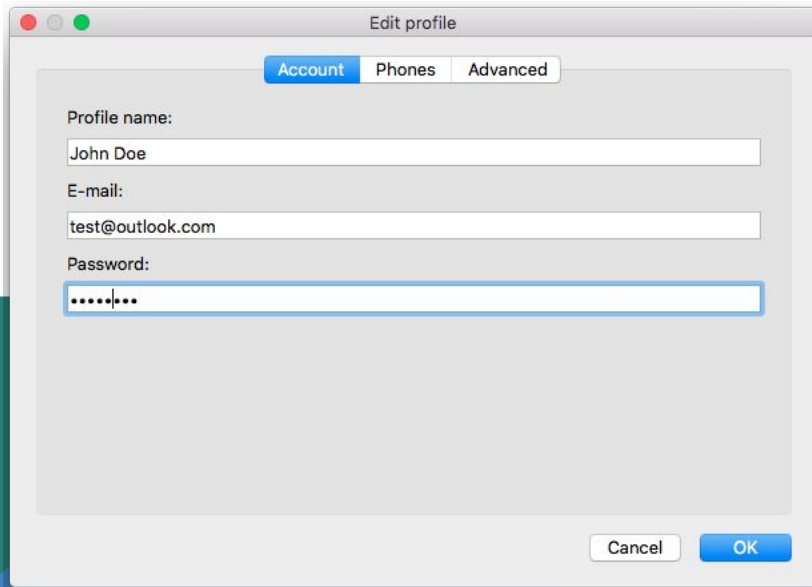 Edit profile
Account Phones Advanced
Profile name:
John Doe
E-mail:
test@outlook.com
Password:
••••••••
Cancel OK